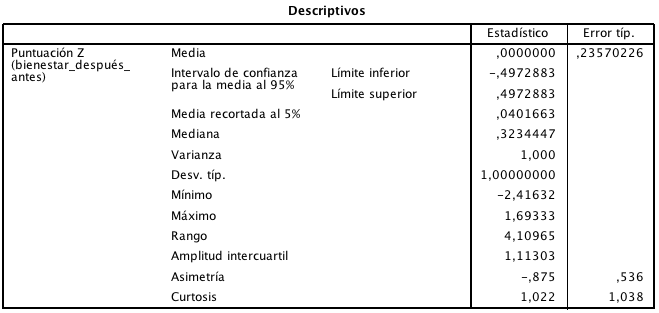 Descriptivos
Estadístico Error típ.
Puntuación Z Media ,0000000 ,23570226
(bienestar_después_
antes) Intervalo de confianza Límite inferior -,4972883
para la media al 95%
Límite superior ,4972883
Media recortada al 5% ,0401663
Mediana ,3234447
Varianza 1,000
Desv. típ. 1,00000000
Mínimo -2,41632
Máximo 1,69333
Rango 4,10965
Amplitud intercuartil 1,11303
Asimetría -,875 ,536
Curtosis 1,022 1,038